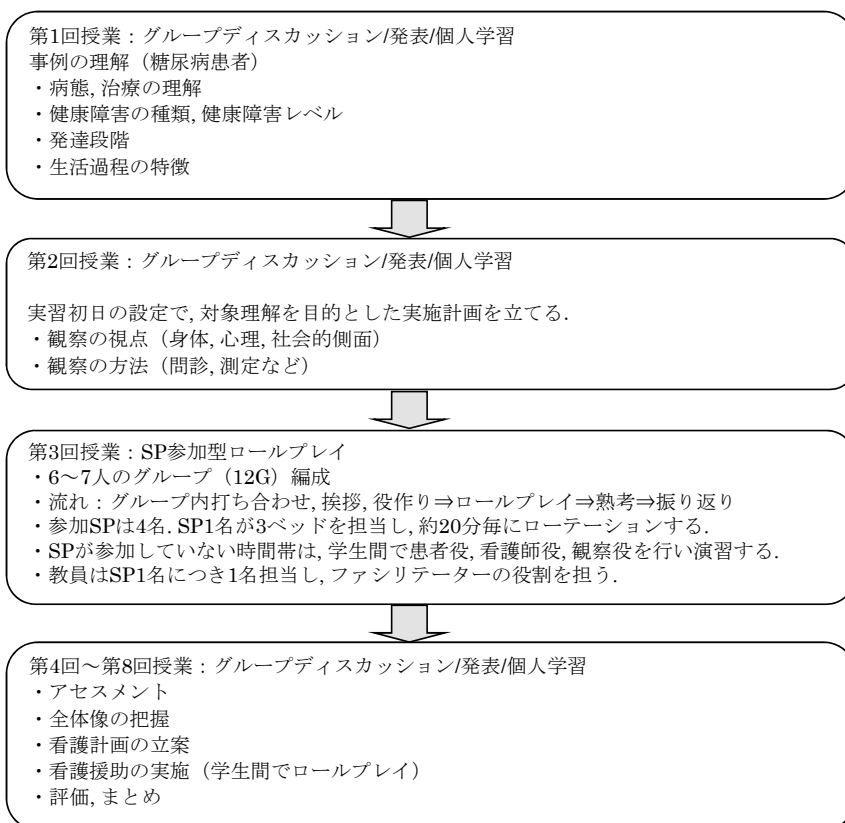 第1回授業：グループディスカッション/発表/個人学習
事例の理解（糖尿病患者）
・病態, 治療の理解
・健康障害の種類, 健康障害レベル
・発達段階
・生活過程の特徴
第2回授業：グループディスカッション/発表/個人学習
実習初日の設定で, 対象理解を目的とした実施計画を立てる.
・観察の視点（身体, 心理, 社会的側面）
・観察の方法（問診, 測定など）
第3回授業：SP参加型ロールプレイ
・6〜7人のグループ（12G）編成
・流れ：グループ内打ち合わせ, 挨拶, 役作り⇒ロールプレイ⇒熟考⇒振り返り
・参加SPは4名. SP1名が3ベッドを担当し, 約20分毎にローテーションする.
・SPが参加していない時間帯は, 学生間で患者役, 看護師役, 観察役を行い演習する.
・教員はSP1名につき1名担当し, ファシリテーターの役割を担う.
第4回〜第8回授業：グループディスカッション/発表/個人学習
・アセスメント
・全体像の把握
・看護計画の立案
・看護援助の実施（学生間でロールプレイ）
・評価, まとめ